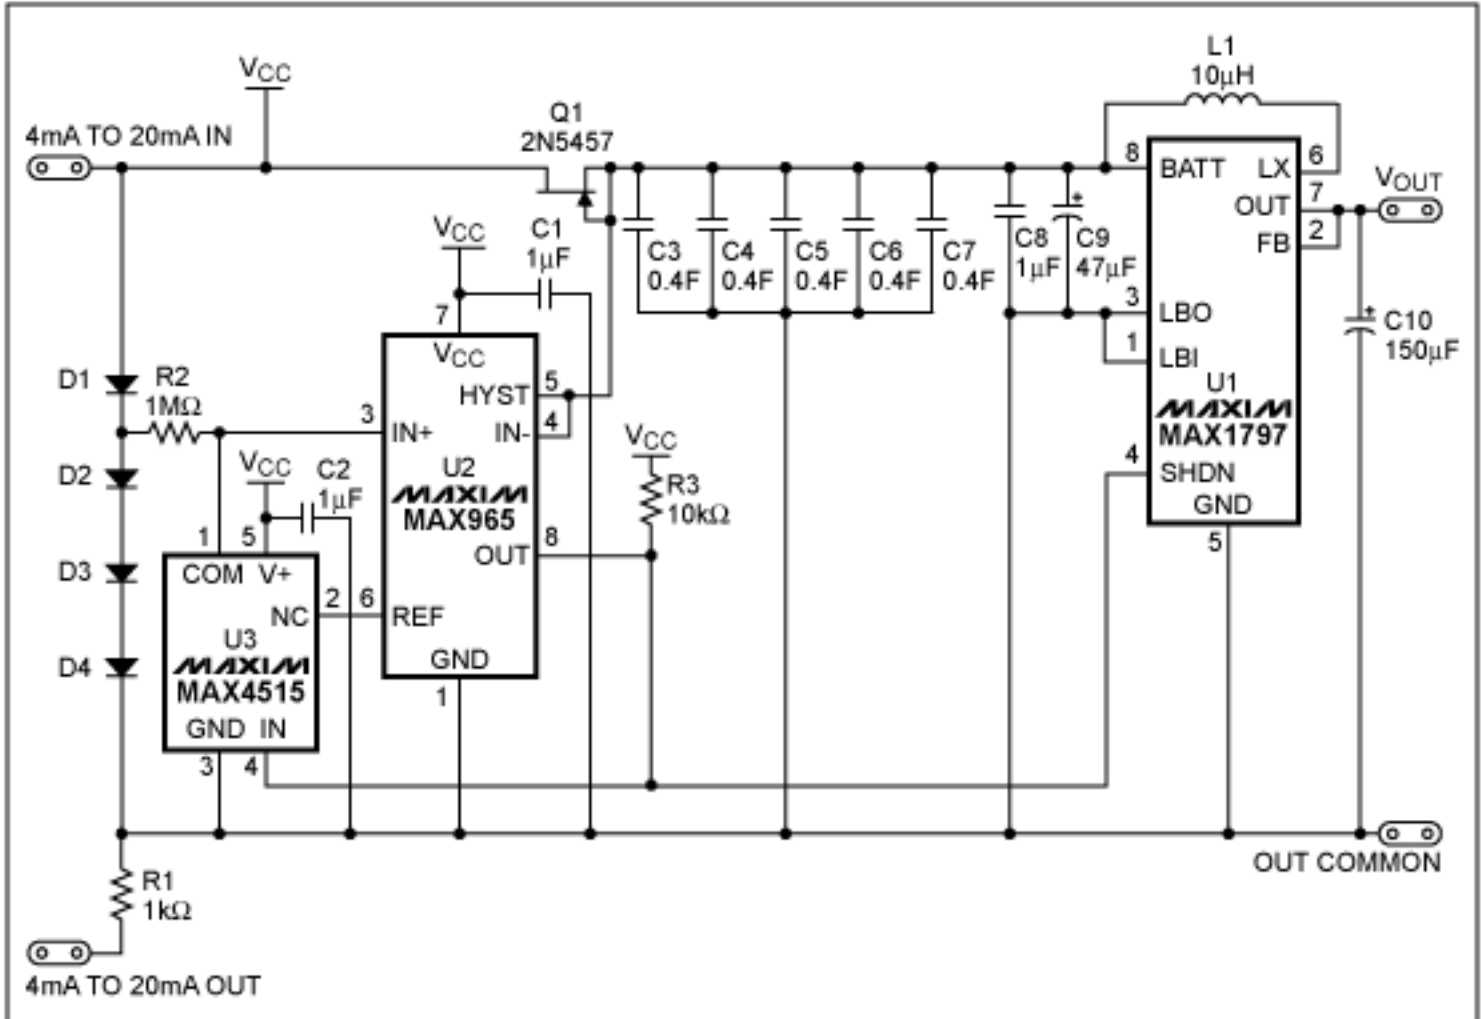 L1
10µH
VCC
Q1
2N5457
4mA TO 20mA IN
8
BATT
LX
6
VOUT
7
OUT
2
FB
VCC
C1
1µF
C3
0.4F
C4
0.4F
C5
0.4F
C6
0.4F
C7
0.4F
C8
1µF
+
C9
47µF
7
VCC
3
LBO
1
LBI
+
C10
150µF
D1
R2
1MΩ
HYST
5
3
IN+
IN-
4
U1
MAXIM
MAX1797
VCC
R3
10kΩ
4
SHDN
GND
5
D2
VCC
C2
1µF
U2
MAXIM
MAX965
OUT
8
1
5
COM
V+
D3
NC
2
6
REF
U3
MAXIM
MAX4515
GND
1
D4
GND
IN
3
4
OUT COMMON
R1
1kΩ
4mA TO 20mA OUT